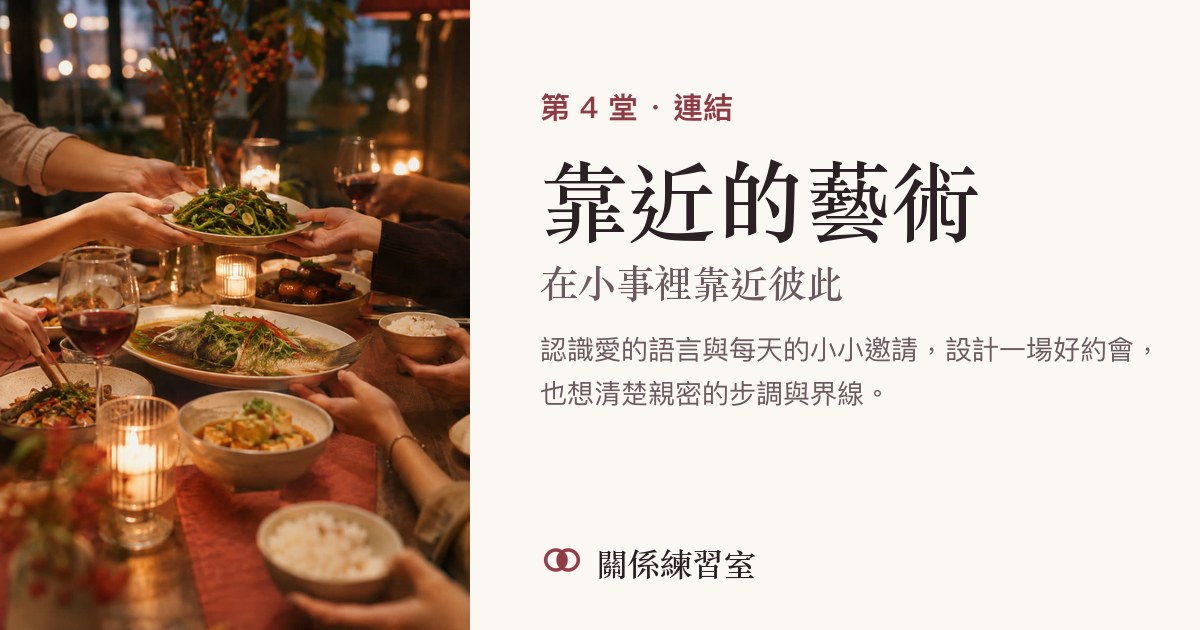 第 4 堂 · 連結
靠近的藝術
在小事裡靠近彼此
認識愛的語言與每天的小小邀請，設計一場好約會，
也想清楚親密的步調與界線。
關係練習室